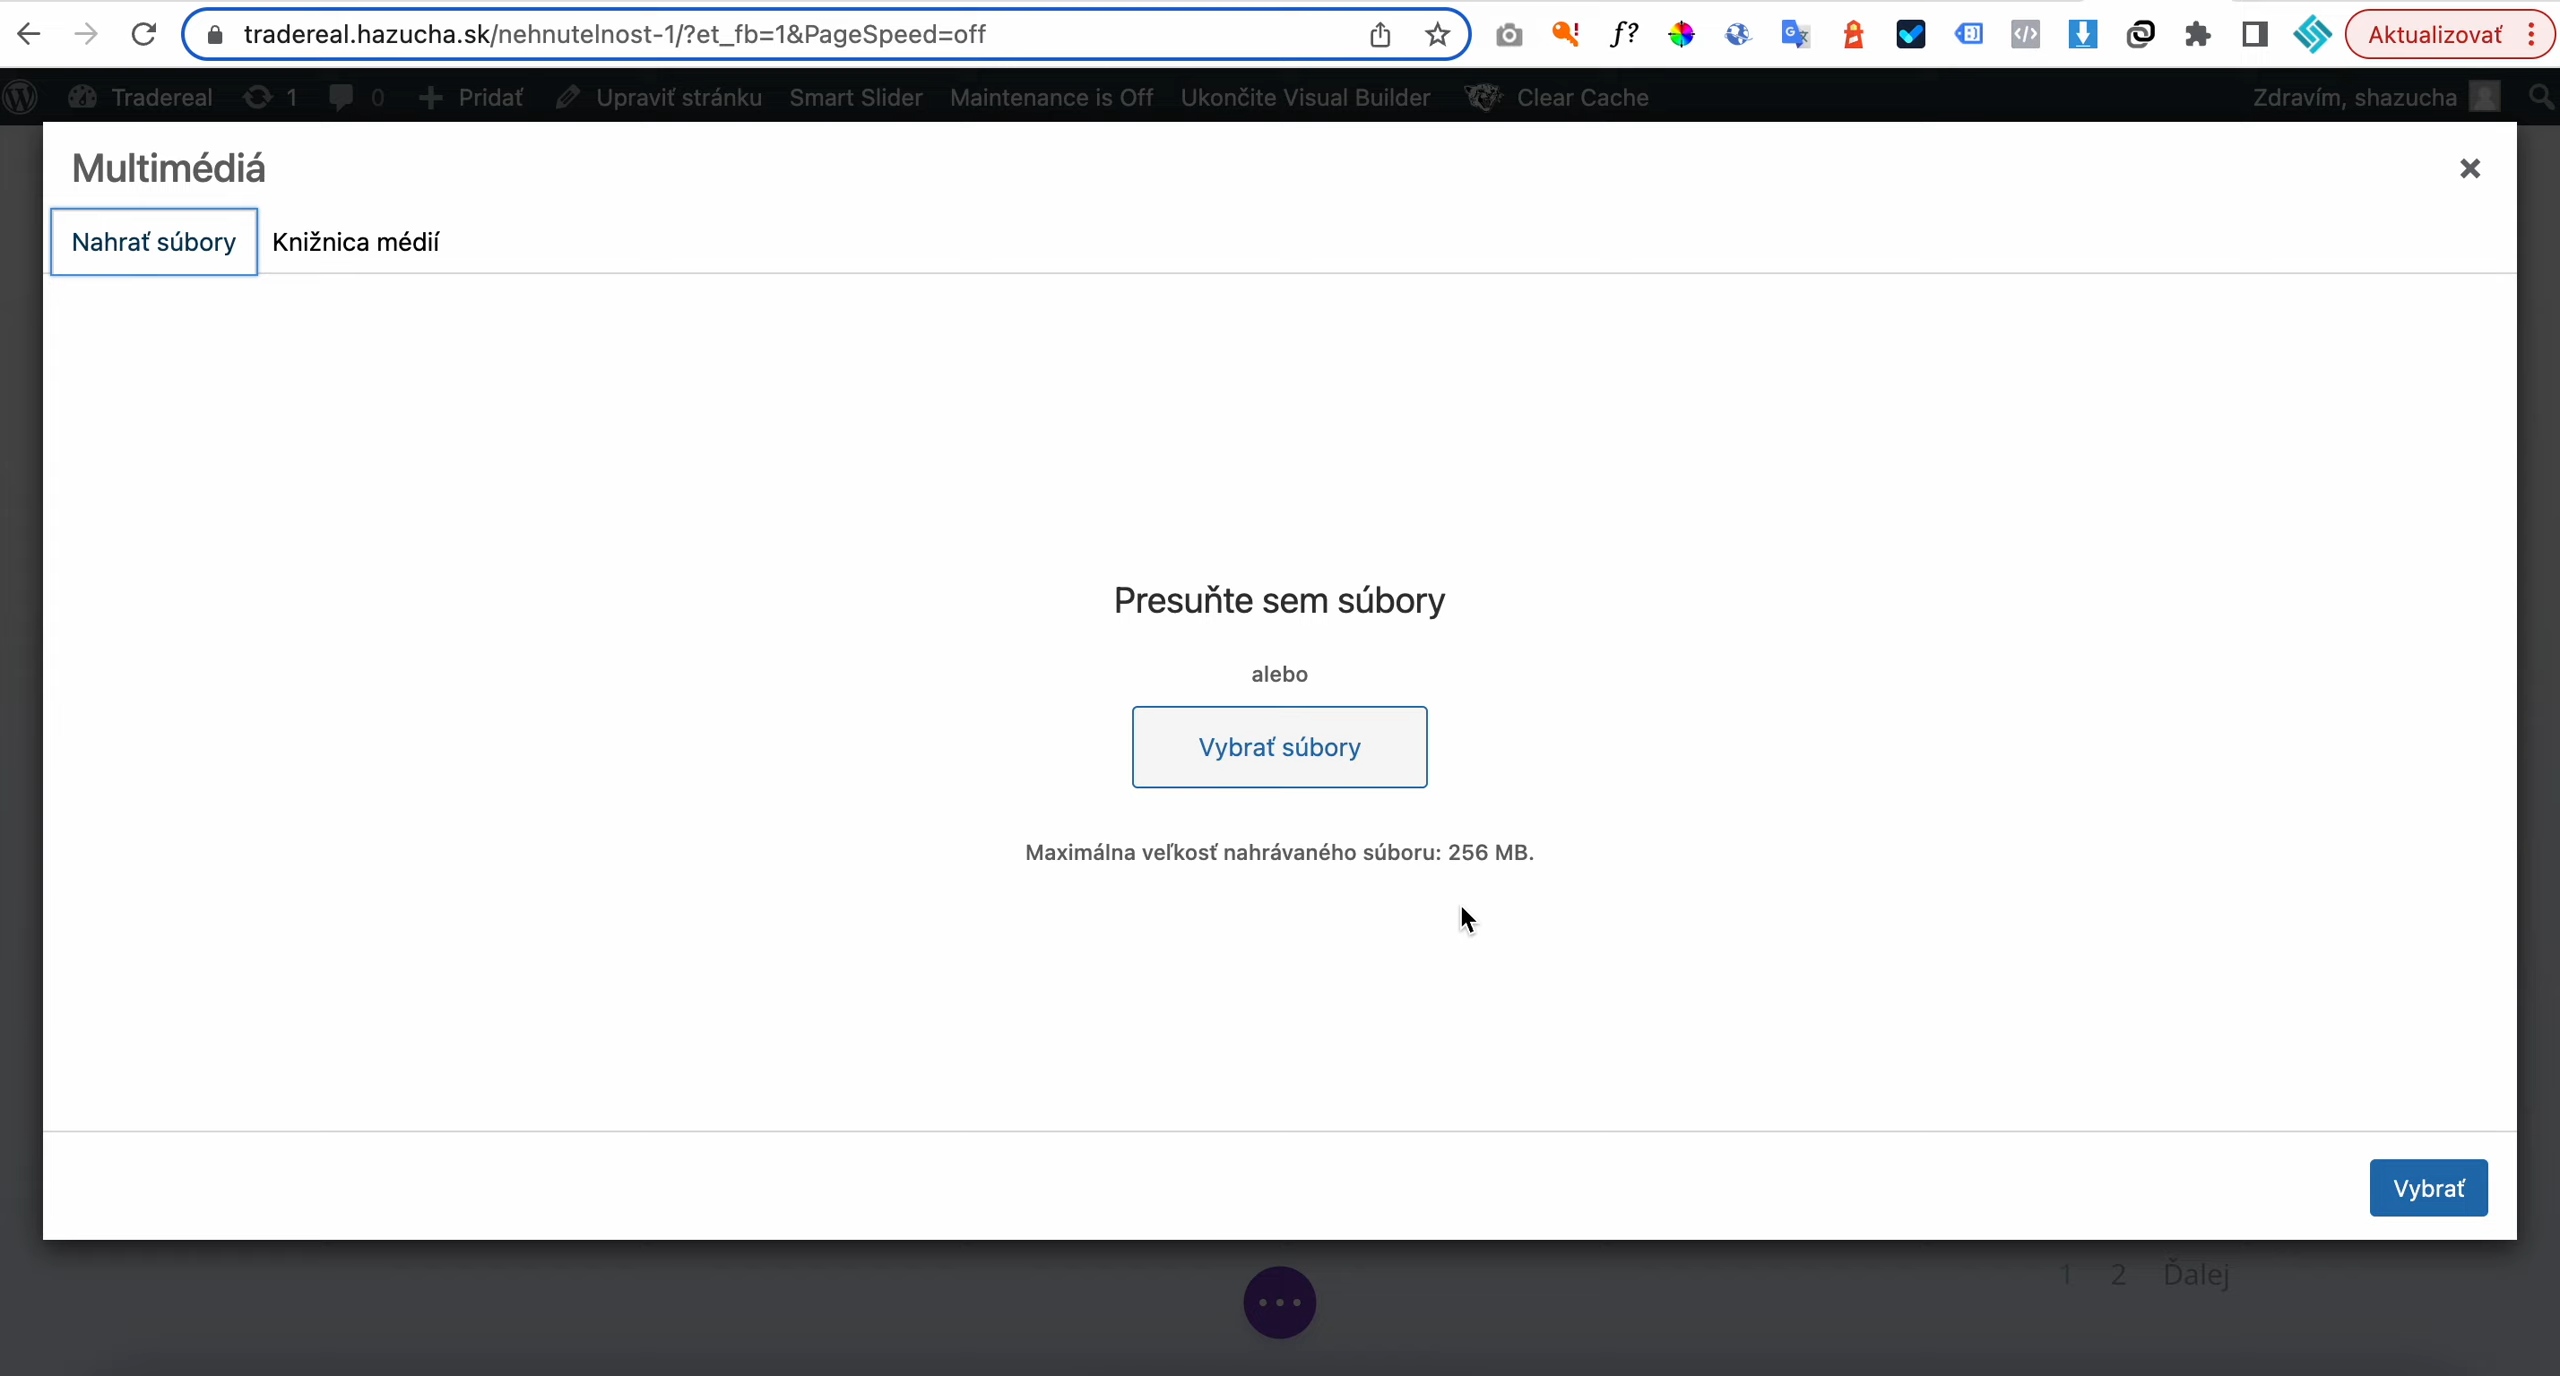 tradereal.hazucha.sk/nehnutelnost-1/?et_fb=1&PageSpeed=off
f?
Aktualizovať
Tradereal 1 0 Pridať Upraviť stránku Smart Slider Maintenance is Off Ukončite Visual Builder Clear Cache Zdravím, shazucha
Multimédiá
Nahrať súbory Knižnica médií
Presuňte sem súbory
alebo
Vybrať súbory
Maximálna veľkosť nahrávaného súboru: 256 MB.
Vybrať
1 2 Ďalej